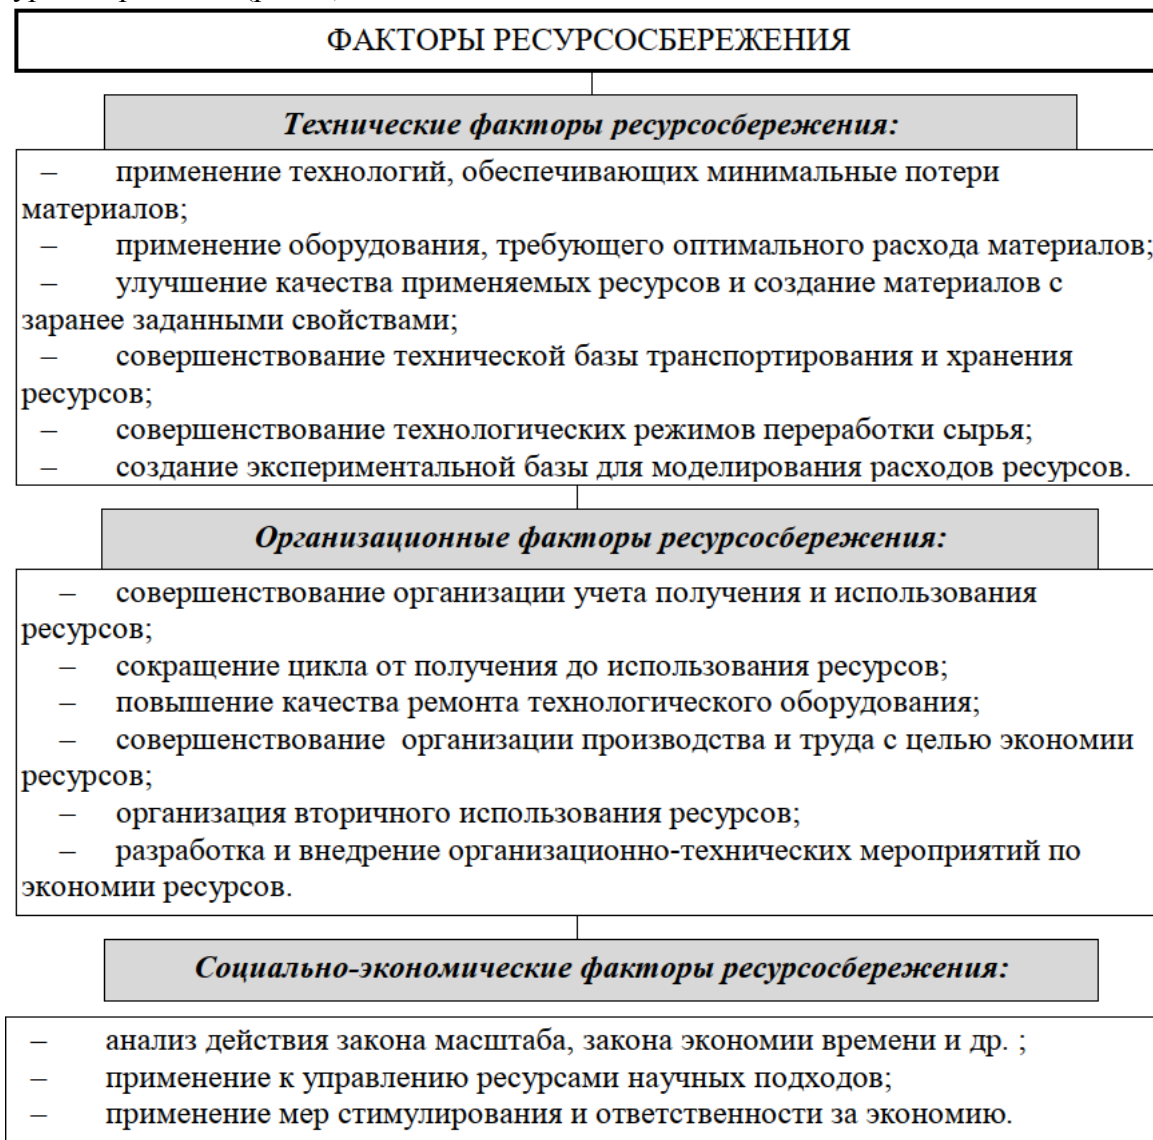 ФАКТОРЫ РЕСУРСОСБЕРЕЖЕНИЯ
Технические факторы ресурсосбережения:
– применение технологий, обеспечивающих минимальные потери
материалов;
– применение оборудования, требующего оптимального расхода материалов;
– улучшение качества применяемых ресурсов и создание материалов с
заранее заданными свойствами;
– совершенствование технической базы транспортирования и хранения
ресурсов;
– совершенствование технологических режимов переработки сырья;
– создание экспериментальной базы для моделирования расходов ресурсов.
Организационные факторы ресурсосбережения:
– совершенствование организации учета получения и использования
ресурсов;
– сокращение цикла от получения до использования ресурсов;
– повышение качества ремонта технологического оборудования;
– совершенствование организации производства и труда с целью экономии
ресурсов;
– организация вторичного использования ресурсов;
– разработка и внедрение организационно-технических мероприятий по
экономии ресурсов.
Социально-экономические факторы ресурсосбережения:
– анализ действия закона масштаба, закона экономии времени и др. ;
– применение к управлению ресурсами научных подходов;
– применение мер стимулирования и ответственности за экономию.